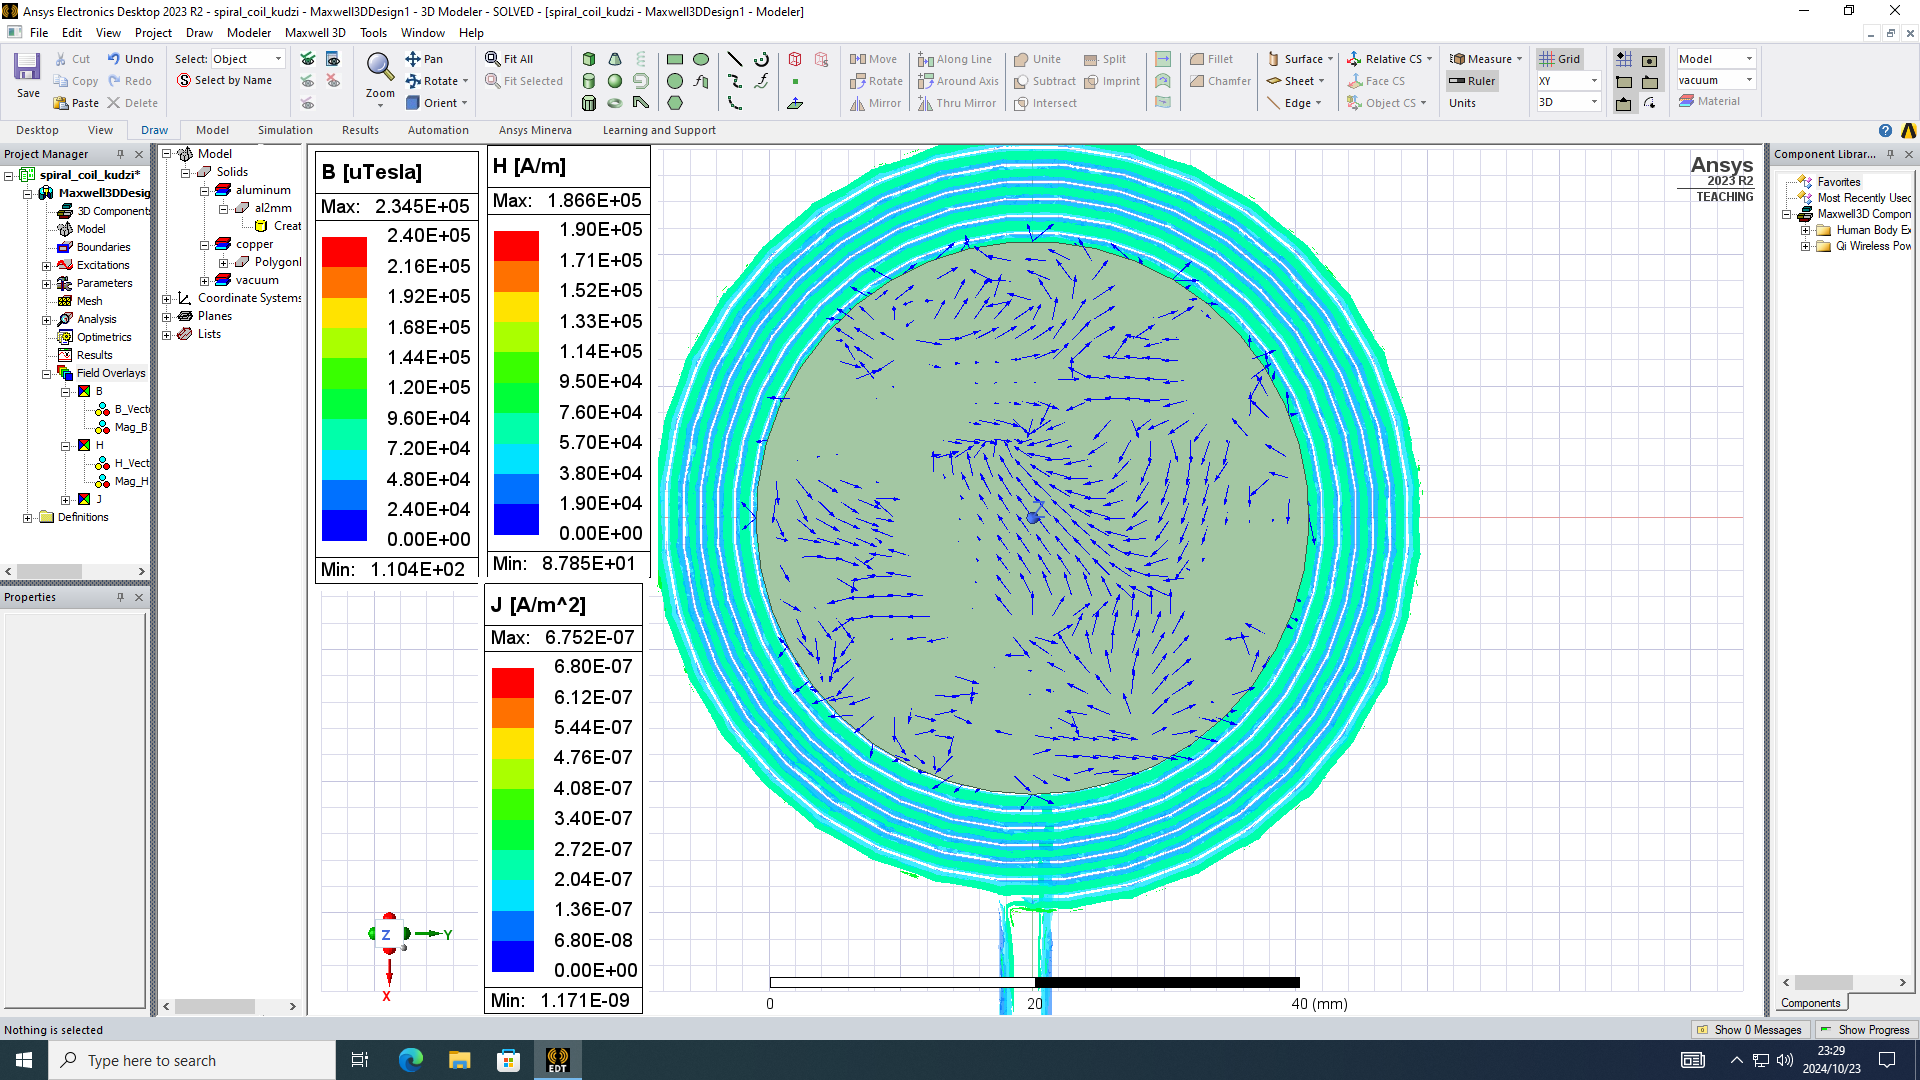 Ansys Electronics Desktop 2023 R2 - spiral_coil_kudzi - Maxwell3DDesign1 - 3D Modeler - SOLVED - [spiral_coil_kudzi - Maxwell3DDesign1 - Modeler]
File Edit View Project Draw Modeler Maxwell 3D Tools Window Help
Save
Cut Undo
Copy Redo
Paste Delete
Select: Object
Select by Name
Zoom
Pan
Rotate
Orient
Fit All
Fit Selected
Move Along Line Unite Split
Rotate Around Axis Subtract Imprint
Mirror Thru Mirror Intersect
Fillet
Chamfer
Surface
Sheet
Edge
Relative CS
Face CS
Object CS
Measure
Ruler
Units
Grid
XY
3D
Model
vacuum
Material
Desktop View Draw Model Simulation Results Automation Ansys Minerva Learning and Support
Project Manager
spiral_coil_kudzi*
Maxwell3DDesig
3D Components
Model
Boundaries
Excitations
Parameters
Mesh
Analysis
Optimetrics
Results
Field Overlays
B
B_Vect
Mag_B
H
H_Vect
Mag_H
J
Definitions
Properties
Model
Solids
aluminum
al2mm
Creat
copper
Polygonl
vacuum
Coordinate Systems
Planes
Lists
B [uTesla]
Max: 2.345E+05
2.40E+05
2.16E+05
1.92E+05
1.68E+05
1.44E+05
1.20E+05
9.60E+04
7.20E+04
4.80E+04
2.40E+04
0.00E+00
Min: 1.104E+02
H [A/m]
Max: 1.866E+05
1.90E+05
1.71E+05
1.52E+05
1.33E+05
1.14E+05
9.50E+04
7.60E+04
5.70E+04
3.80E+04
1.90E+04
0.00E+00
Min: 8.785E+01
J [A/m^2]
Max: 6.752E-07
6.80E-07
6.12E-07
5.44E-07
4.76E-07
4.08E-07
3.40E-07
2.72E-07
2.04E-07
1.36E-07
6.80E-08
0.00E+00
Min: 1.171E-09
Z
Y
X
Z
Ansys
2023 R2
TEACHING
0 20 40 (mm)
Component Librar...
Favorites
Most Recently Used
Maxwell3D Compon
Human Body Ex
Qi Wireless Pow
Components
Nothing is selected
Show 0 Messages
Show Progress
Type here to search
EDT
23:29
2024/10/23